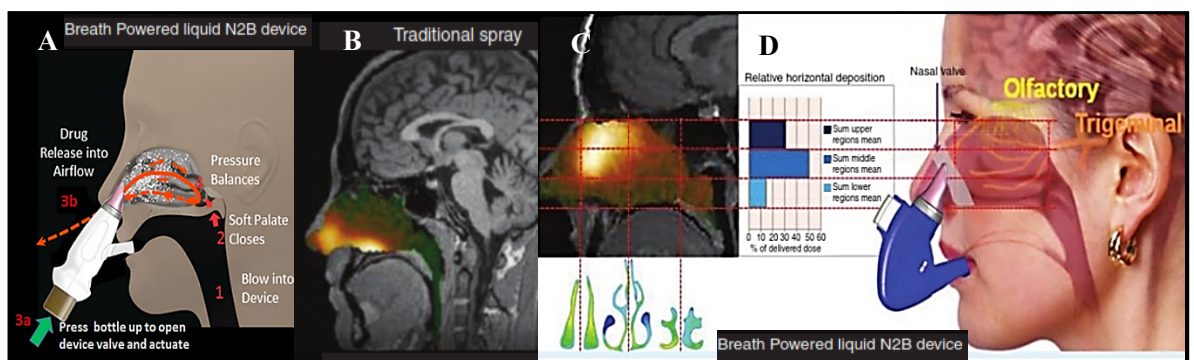 A
Breath Powered liquid N2B device
Drug
Release into
Airflow
Pressure
Balances
3b
Soft Palate
2 Closes
1
Blow into
Device
3a
Press bottle up to open
device valve and actuate
B
Traditional spray
C
D
Relative horizontal deposition
Sum upper
regions mean
Sum middle
regions mean
Sum lower
regions mean
0 10 20 30 40 50 60
% of delivered dose
Nasal valve
Olfactory
Trigeminal
Breath Powered liquid N2B device